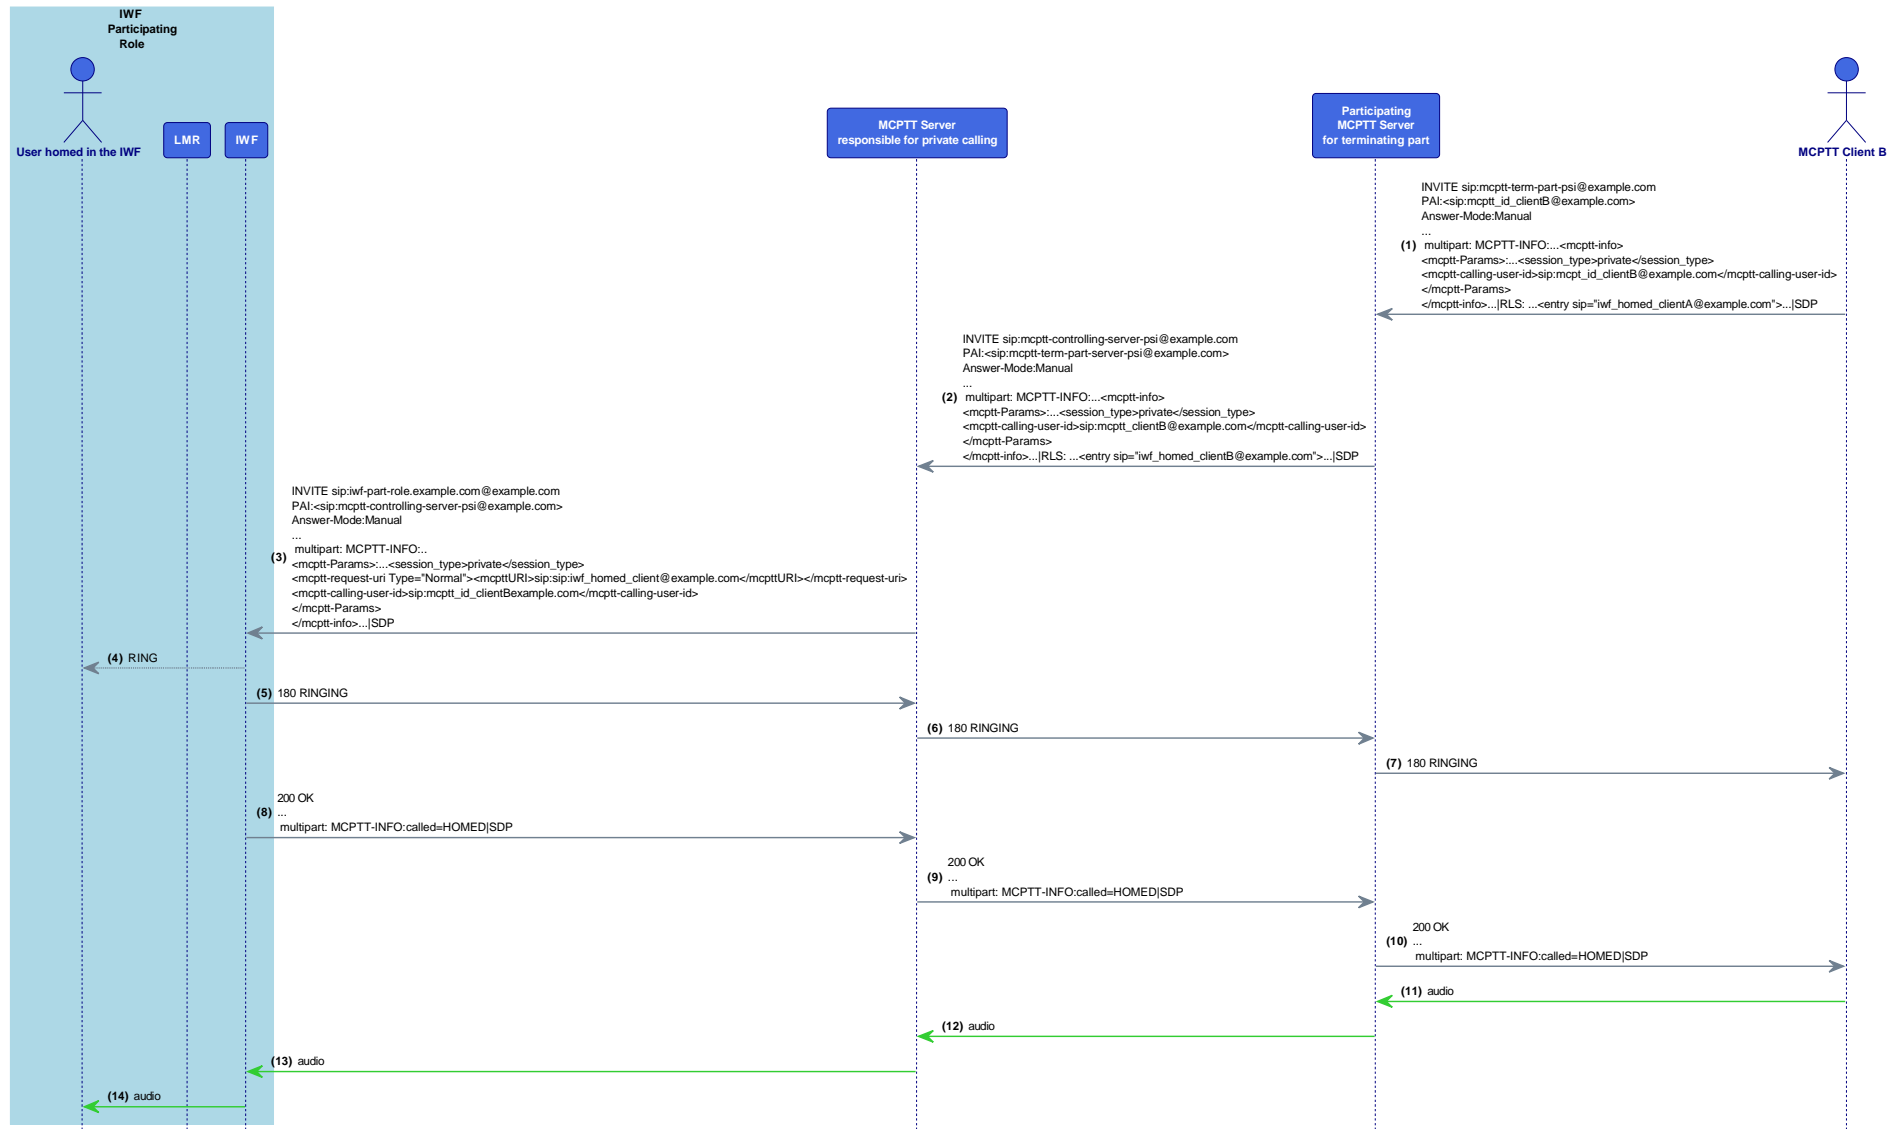 IWF
Participating
Role
User homed in the IWF
LMR
IWF
MCPTT Server
responsible for private calling
Participating
MCPTT Server
for terminating part
MCPTT Client B
INVITE sip:mcptt-term-part-psi@example.com
PAI:<sip:mcptt_id_clientB@example.com>
Answer-Mode:Manual
...
(1) multipart: MCPTT-INFO:...<mcptt-info>
<mcptt-Params>:...<session_type>private</session_type>
<mcptt-calling-user-id>sip:mcpt_id_clientB@example.com</mcptt-calling-user-id>
</mcptt-Params>
</mcptt-info>...|RLS: ...<entry sip="iwf_homed_clientA@example.com">...|SDP
INVITE sip:mcptt-controlling-server-psi@example.com
PAI:<sip:mcptt-term-part-server-psi@example.com>
Answer-Mode:Manual
...
(2) multipart: MCPTT-INFO:...<mcptt-info>
<mcptt-Params>:...<session_type>private</session_type>
<mcptt-calling-user-id>sip:mcptt_clientB@example.com</mcptt-calling-user-id>
</mcptt-Params>
</mcptt-info>...|RLS: ...<entry sip="iwf_homed_clientB@example.com">...|SDP
INVITE sip:iwf-part-role.example.com@example.com
PAI:<sip:mcptt-controlling-server-psi@example.com>
Answer-Mode:Manual
...
multipart: MCPTT-INFO:..
(3)
<mcptt-Params>:...<session_type>private</session_type>
<mcptt-request-uri Type="Normal"><mcpttURI>sip:sip:iwf_homed_client@example.com</mcpttURI></mcptt-request-uri>
<mcptt-calling-user-id>sip:mcptt_id_clientBexample.com</mcptt-calling-user-id>
</mcptt-Params>
</mcptt-info>...|SDP
(4) RING
(5) 180 RINGING
(6) 180 RINGING
(7) 180 RINGING
200 OK
(8) ...
multipart: MCPTT-INFO:called=HOMED|SDP
200 OK
(9) ...
multipart: MCPTT-INFO:called=HOMED|SDP
200 OK
(10) ...
multipart: MCPTT-INFO:called=HOMED|SDP
(11) audio
(12) audio
(13) audio
(14) audio